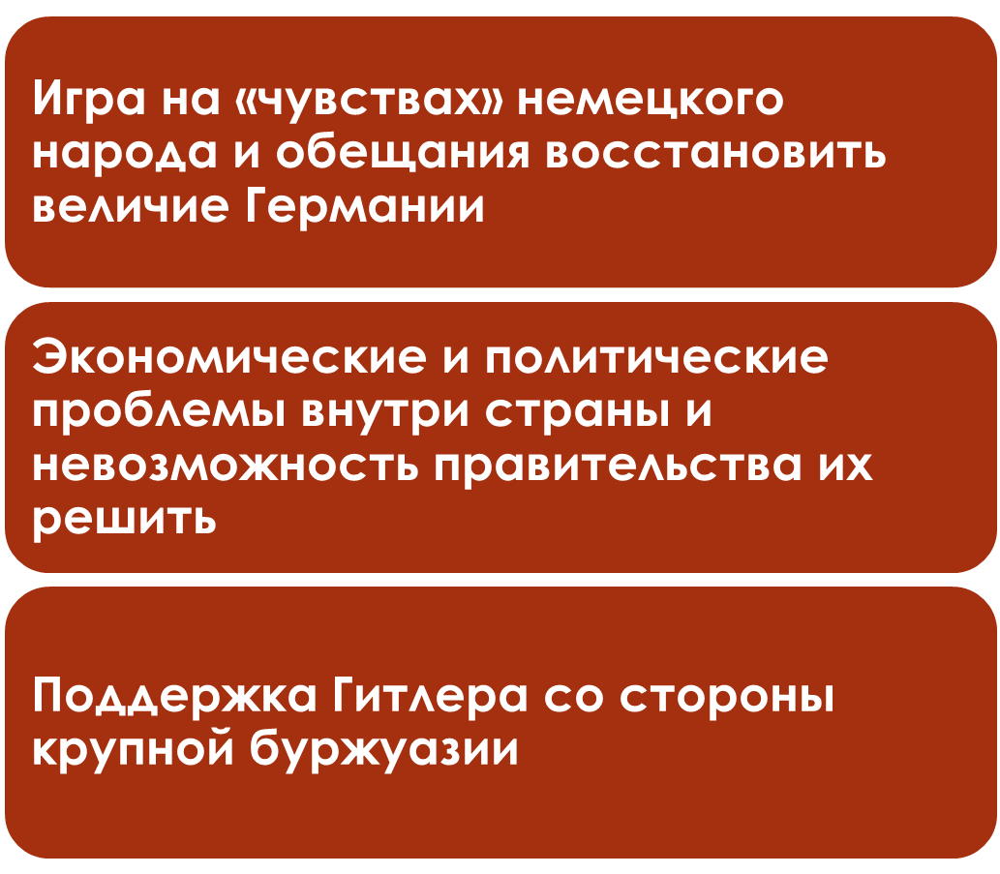 Игра на «чувствах» немецкого
народа и обещания восстановить
величие Германии
Экономические и политические
проблемы внутри страны и
невозможность правительства их
решить
Поддержка Гитлера со стороны
крупной буржуазии